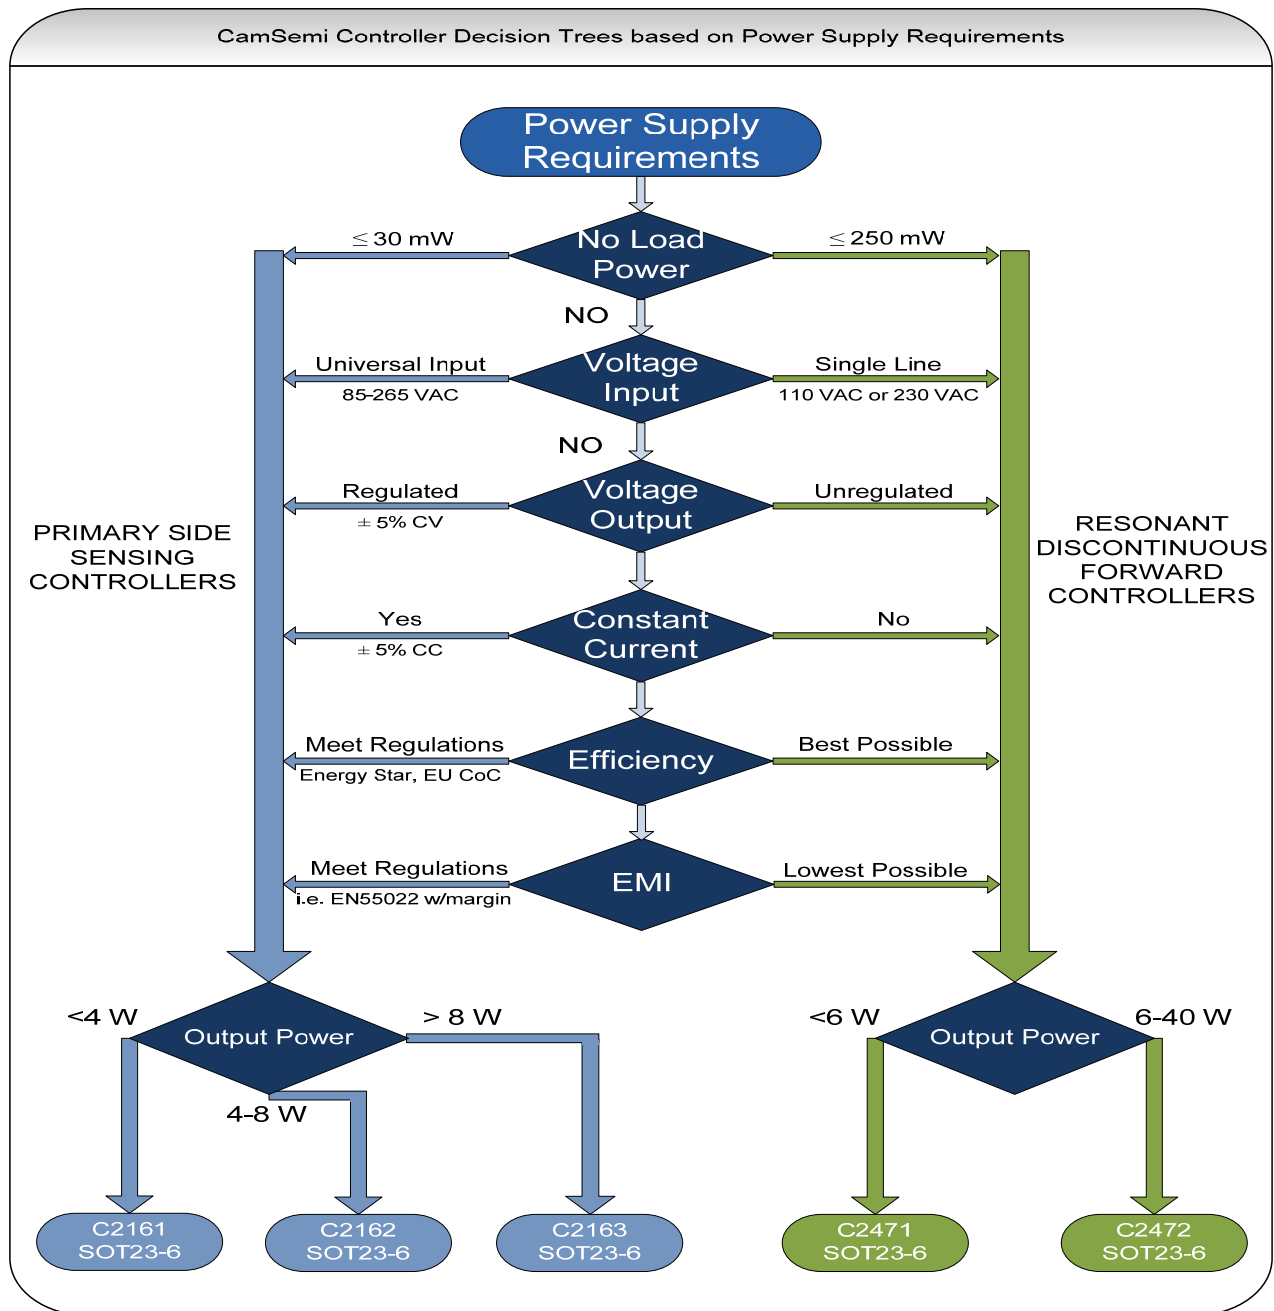 CamSemi Controller Decision Trees based on Power Supply Requirements
Power Supply
Requirements
≤ 30 mW
No Load
Power
≤ 250 mW
NO
Universal Input
85-265 VAC
Voltage
Input
Single Line
110 VAC or 230 VAC
NO
Regulated
± 5% CV
Voltage
Output
Unregulated
PRIMARY SIDE
SENSING
CONTROLLERS
RESONANT
DISCONTINUOUS
FORWARD
CONTROLLERS
Yes
± 5% CC
Constant
Current
No
Meet Regulations
Energy Star, EU CoC
Efficiency
Best Possible
Meet Regulations
i.e. EN55022 w/margin
EMI
Lowest Possible
<4 W
Output Power
> 8 W
4-8 W
<6 W
Output Power
6-40 W
C2161
SOT23-6
C2162
SOT23-6
C2163
SOT23-6
C2471
SOT23-6
C2472
SOT23-6